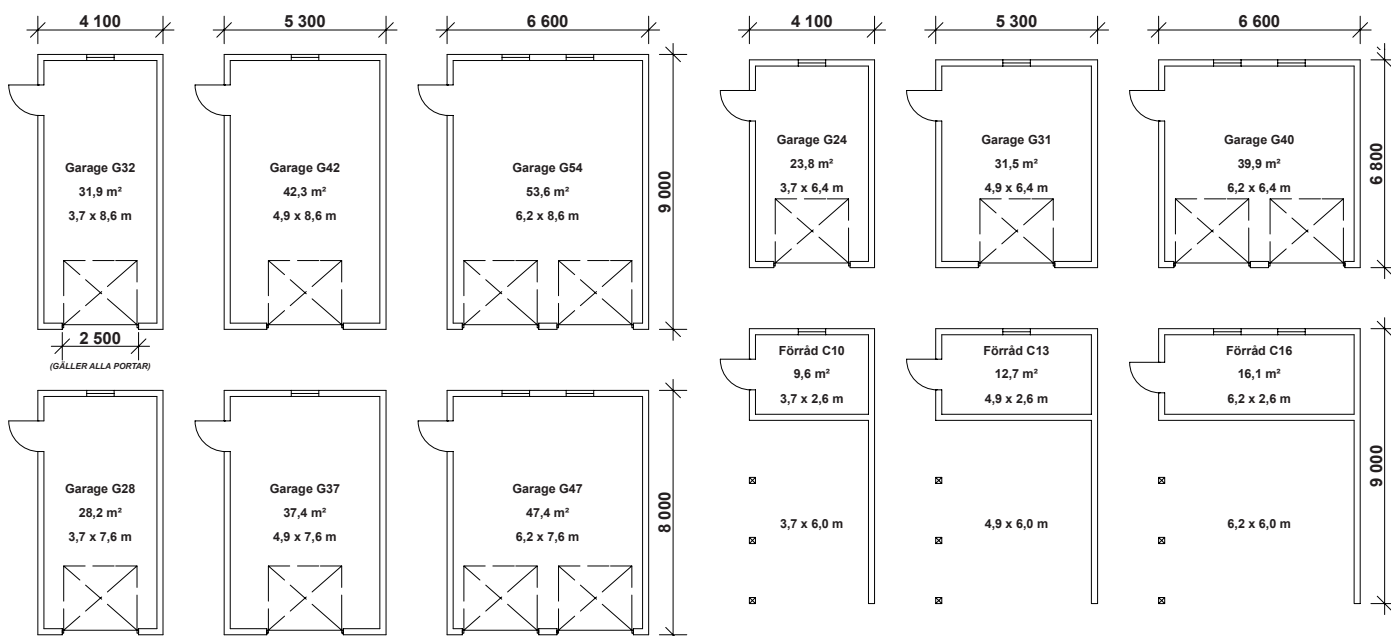 4 100
5 300
6 600
Garage G32
31,9 m²
3,7 x 8,6 m
Garage G42
42,3 m²
4,9 x 8,6 m
Garage G54
53,6 m²
6,2 x 8,6 m
9 000
2 500
(GÄLLER ALLA PORTAR)
Garage G28
28,2 m²
3,7 x 7,6 m
Garage G37
37,4 m²
4,9 x 7,6 m
Garage G47
47,4 m²
6,2 x 7,6 m
8 000
4 100
5 300
6 600
Garage G24
23,8 m²
3,7 x 6,4 m
Garage G31
31,5 m²
4,9 x 6,4 m
Garage G40
39,9 m²
6,2 x 6,4 m
6 800
Förråd C10
9,6 m²
3,7 x 2,6 m
Förråd C13
12,7 m²
4,9 x 2,6 m
Förråd C16
16,1 m²
6,2 x 2,6 m
3,7 x 6,0 m
4,9 x 6,0 m
6,2 x 6,0 m
9 000